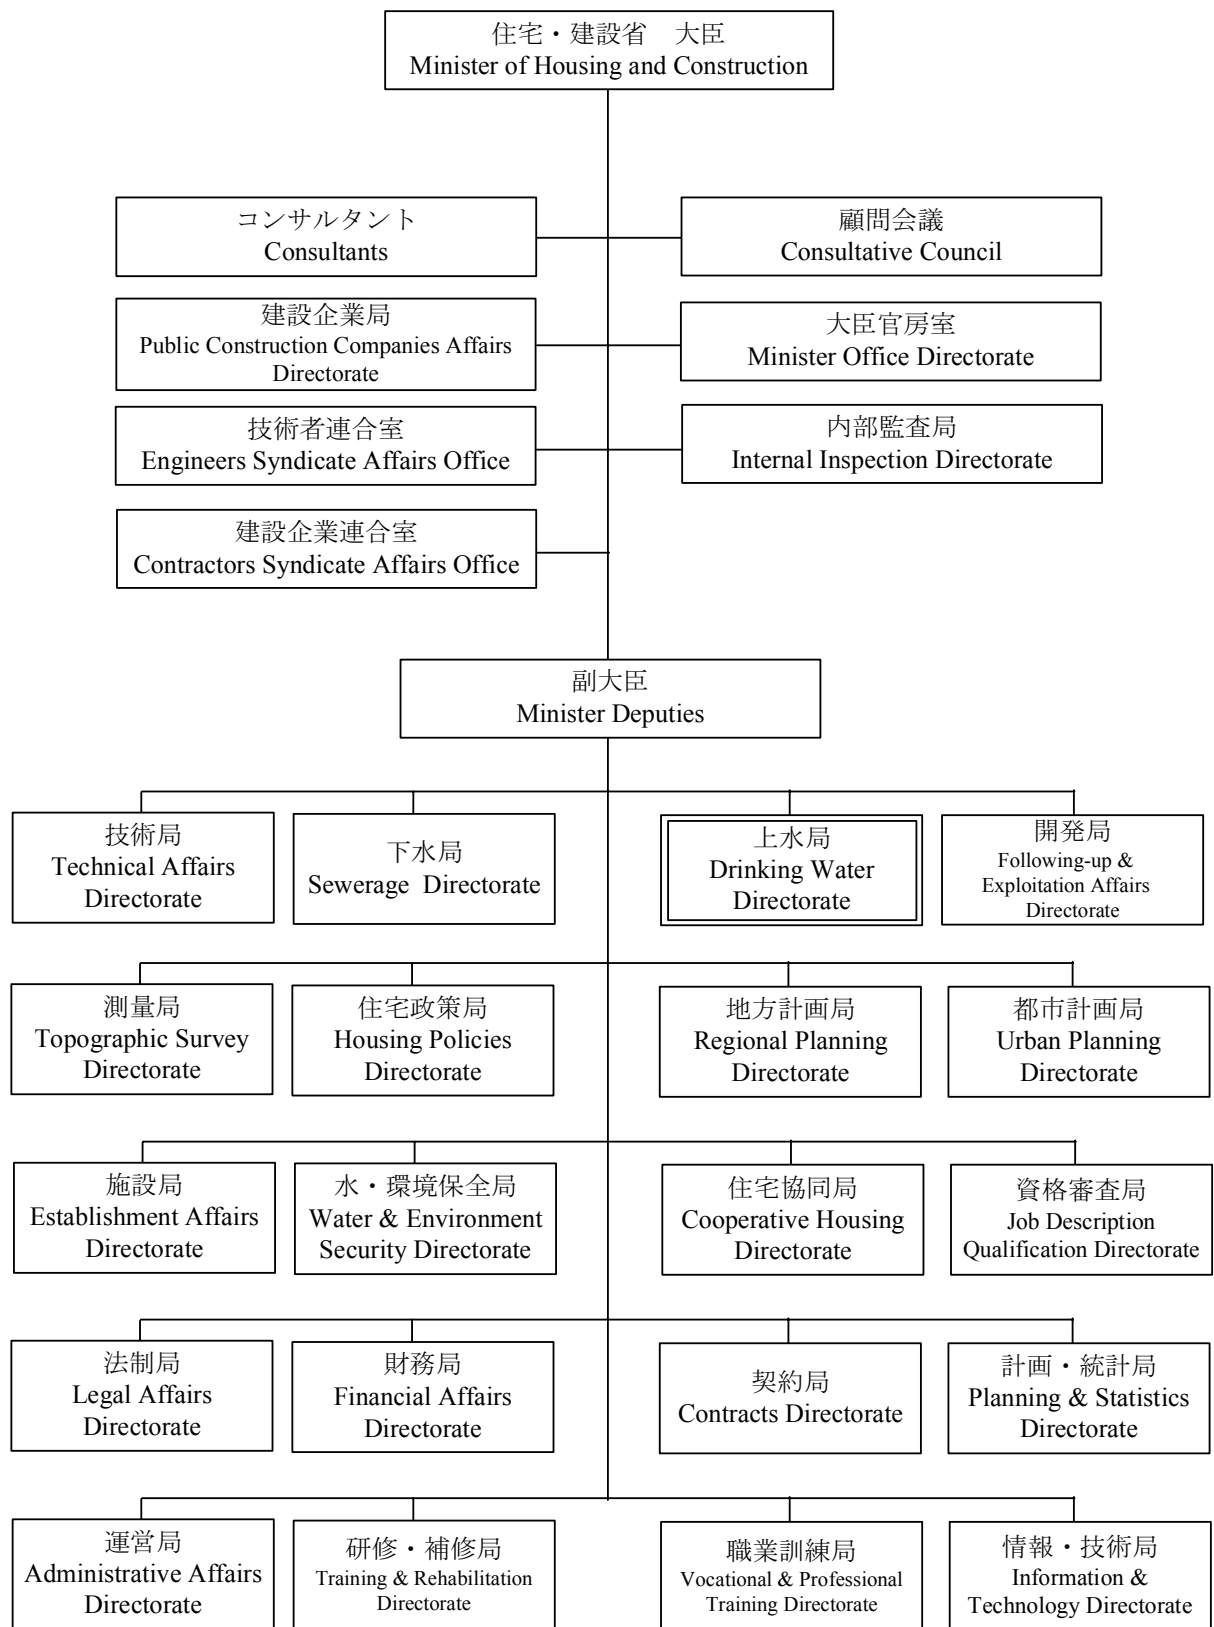 住宅・建設省　大臣
Minister of Housing and Construction
コンサルタント
Consultants
顧問会議
Consultative Council
建設企業局
Public Construction Companies Affairs
Directorate
大臣官房室
Minister Office Directorate
技術者連合室
Engineers Syndicate Affairs Office
内部監査局
Internal Inspection Directorate
建設企業連合室
Contractors Syndicate Affairs Office
副大臣
Minister Deputies
技術局
Technical Affairs
Directorate
下水局
Sewerage Directorate
上水局
Drinking Water
Directorate
開発局
Following-up &
Exploitation Affairs
Directorate
測量局
Topographic Survey
Directorate
住宅政策局
Housing Policies
Directorate
地方計画局
Regional Planning
Directorate
都市計画局
Urban Planning
Directorate
施設局
Establishment Affairs
Directorate
水・環境保全局
Water & Environment
Security Directorate
住宅協同局
Cooperative Housing
Directorate
資格審査局
Job Description
Qualification Directorate
法制局
Legal Affairs
Directorate
財務局
Financial Affairs
Directorate
契約局
Contracts Directorate
計画・統計局
Planning & Statistics
Directorate
運営局
Administrative Affairs
Directorate
研修・補修局
Training & Rehabilitation
Directorate
職業訓練局
Vocational & Professional
Training Directorate
情報・技術局
Information &
Technology Directorate